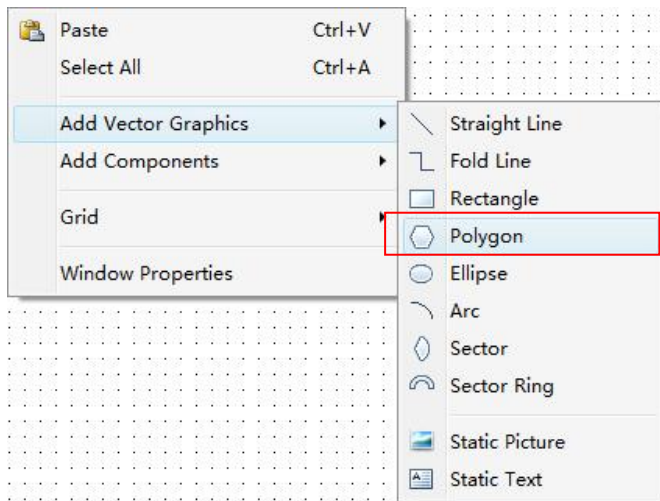 Paste Ctrl+V
Select All Ctrl+A
Add Vector Graphics
Add Components
Grid
Window Properties
Straight Line
Fold Line
Rectangle
Polygon
Ellipse
Arc
Sector
Sector Ring
Static Picture
Static Text